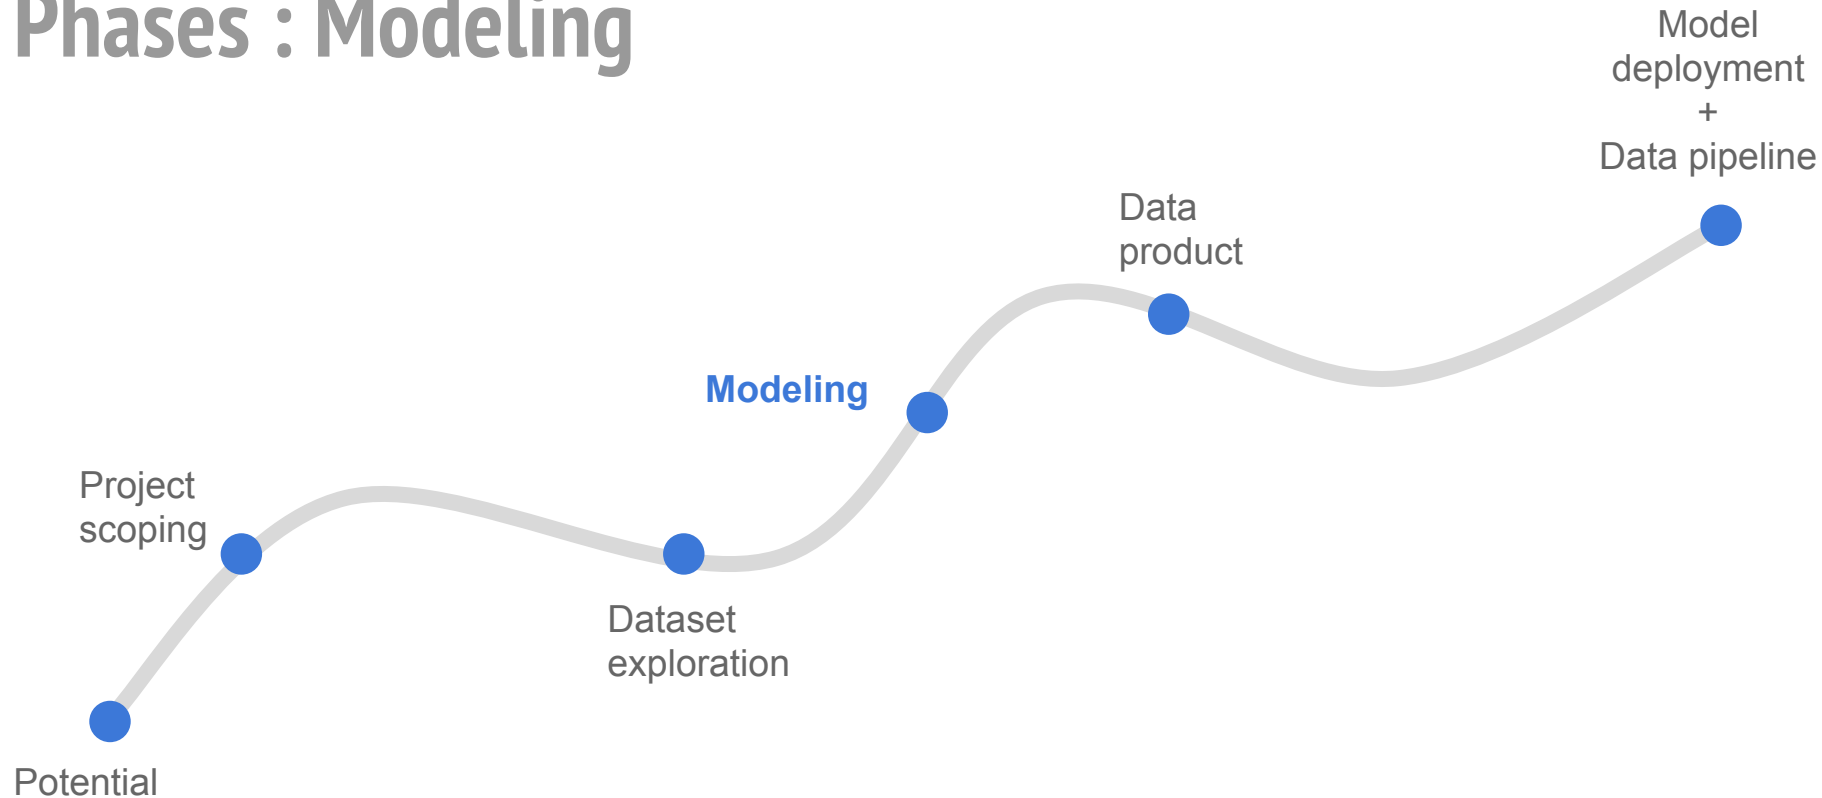 Phases : Modeling
Model
deployment
+
Data pipeline
Data
product
Modeling
Project
scoping
Dataset
exploration
Potential